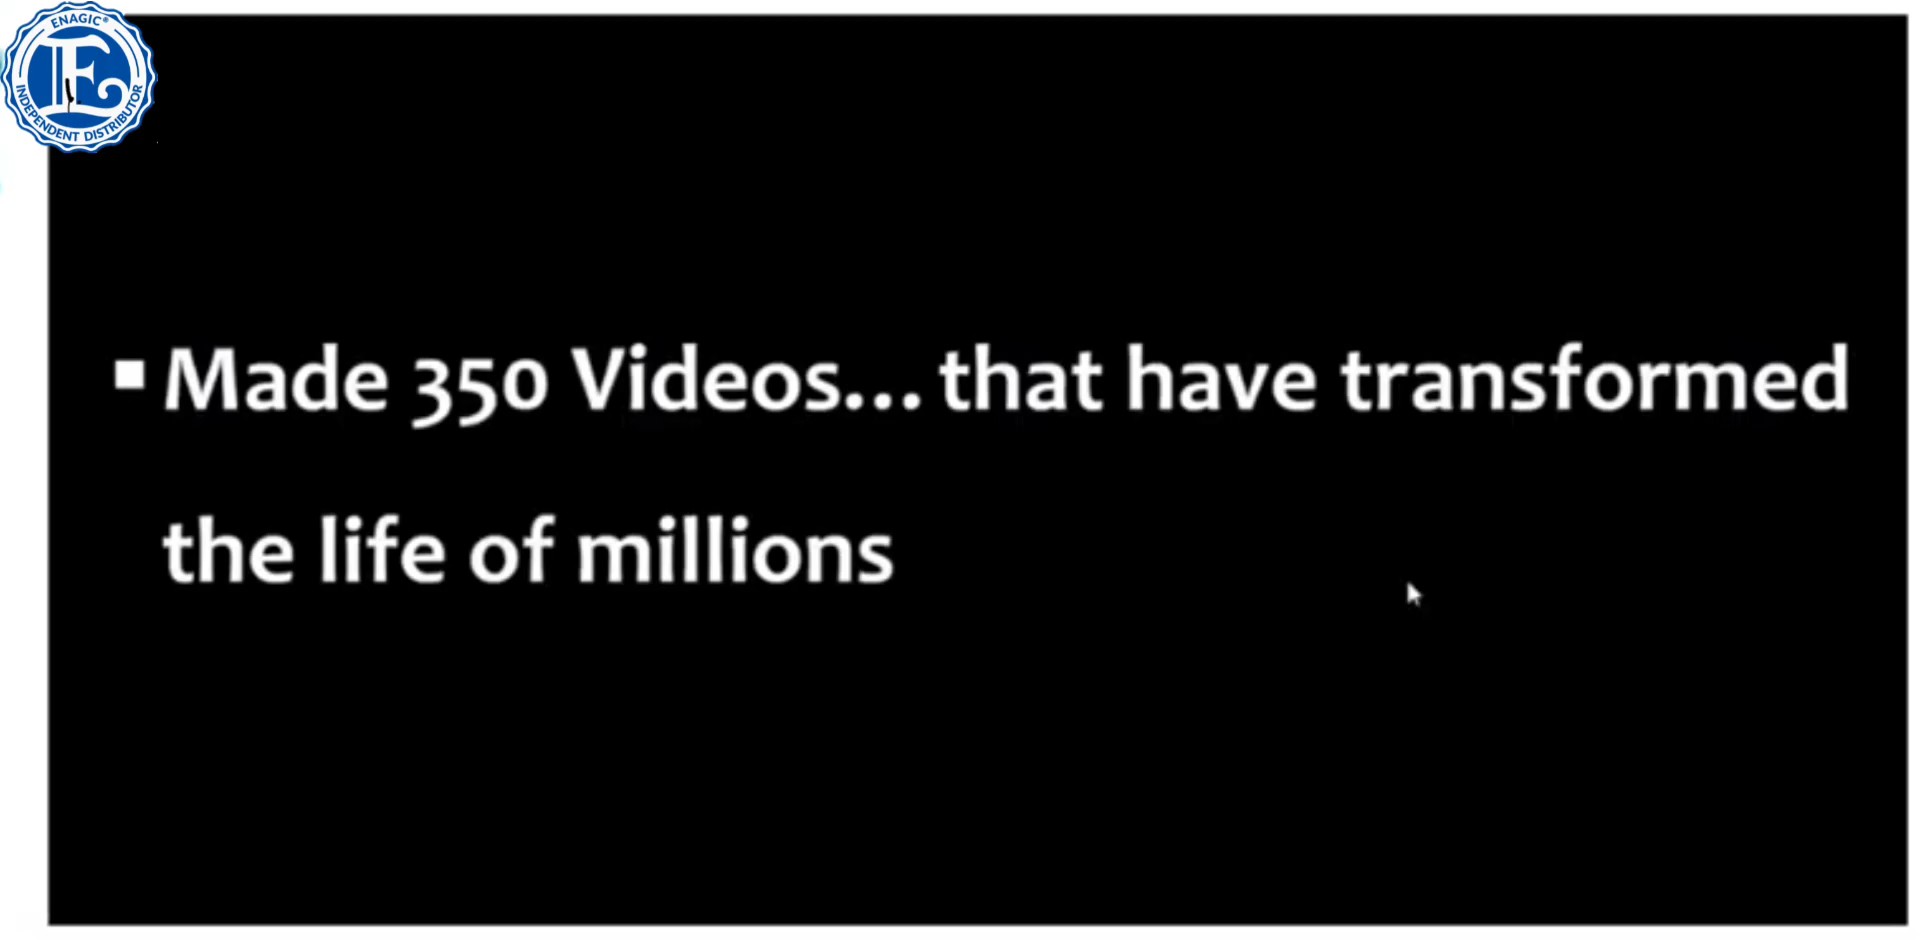 ENAGIC®
E
INDEPENDENT DISTRIBUTOR
▪ Made 350 Videos... that have transformed
the life of millions